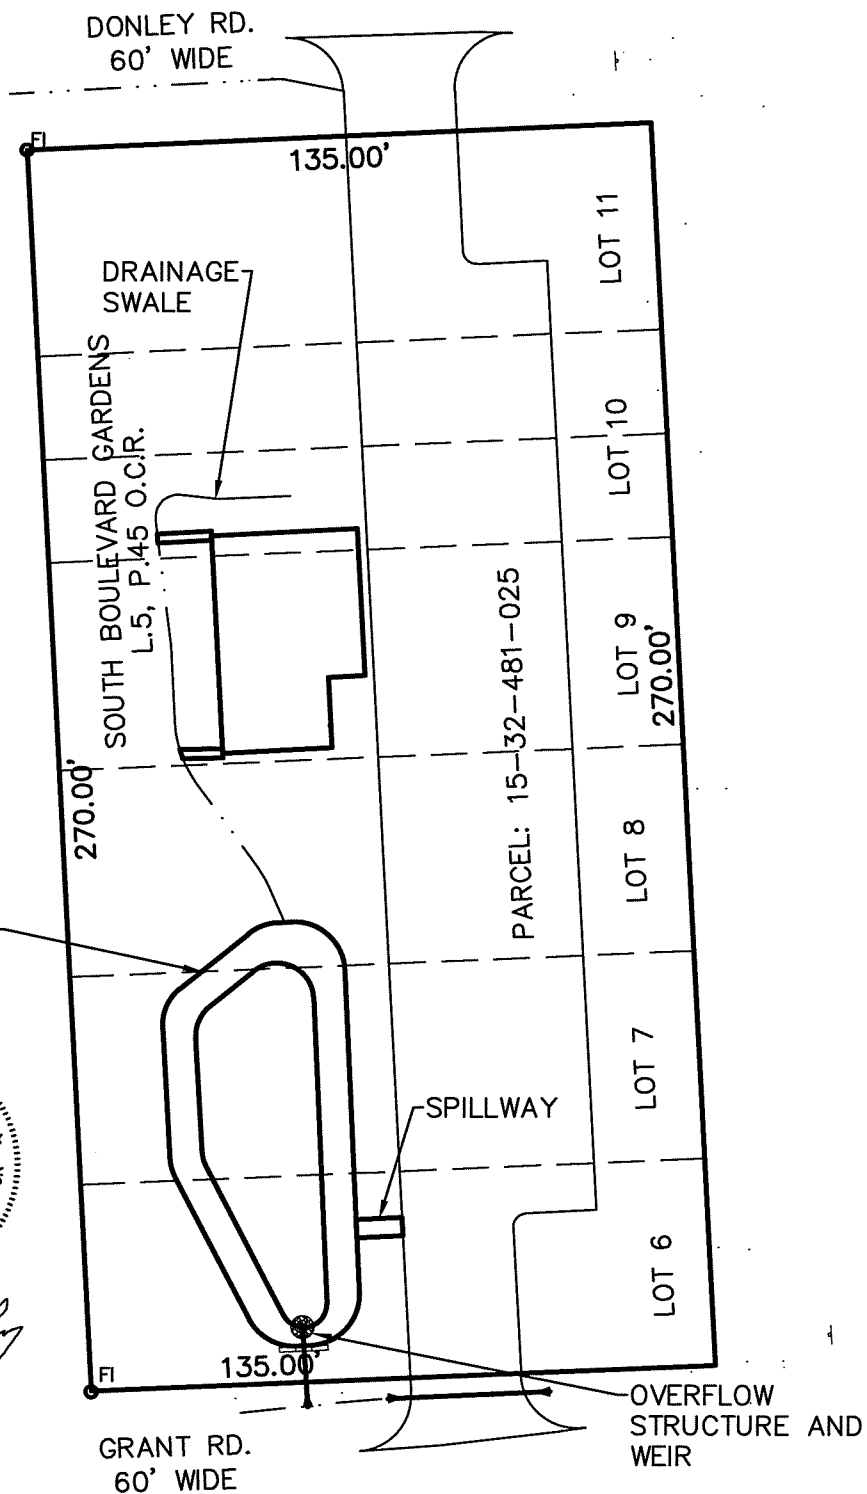 DONLEY RD.
60' WIDE
FI
135.00'
LOT 11
DRAINAGE
SWALE
SOUTH BOULEVARD GARDENS
L.5, P.45 O.C.R.
LOT 10
PARCEL: 15-32-481-025
LOT 9
270.00'
270.00'
LOT 8
LOT 7
SPILLWAY
LOT 6
135.00'
FI
OVERFLOW
STRUCTURE AND
WEIR
GRANT RD.
60' WIDE